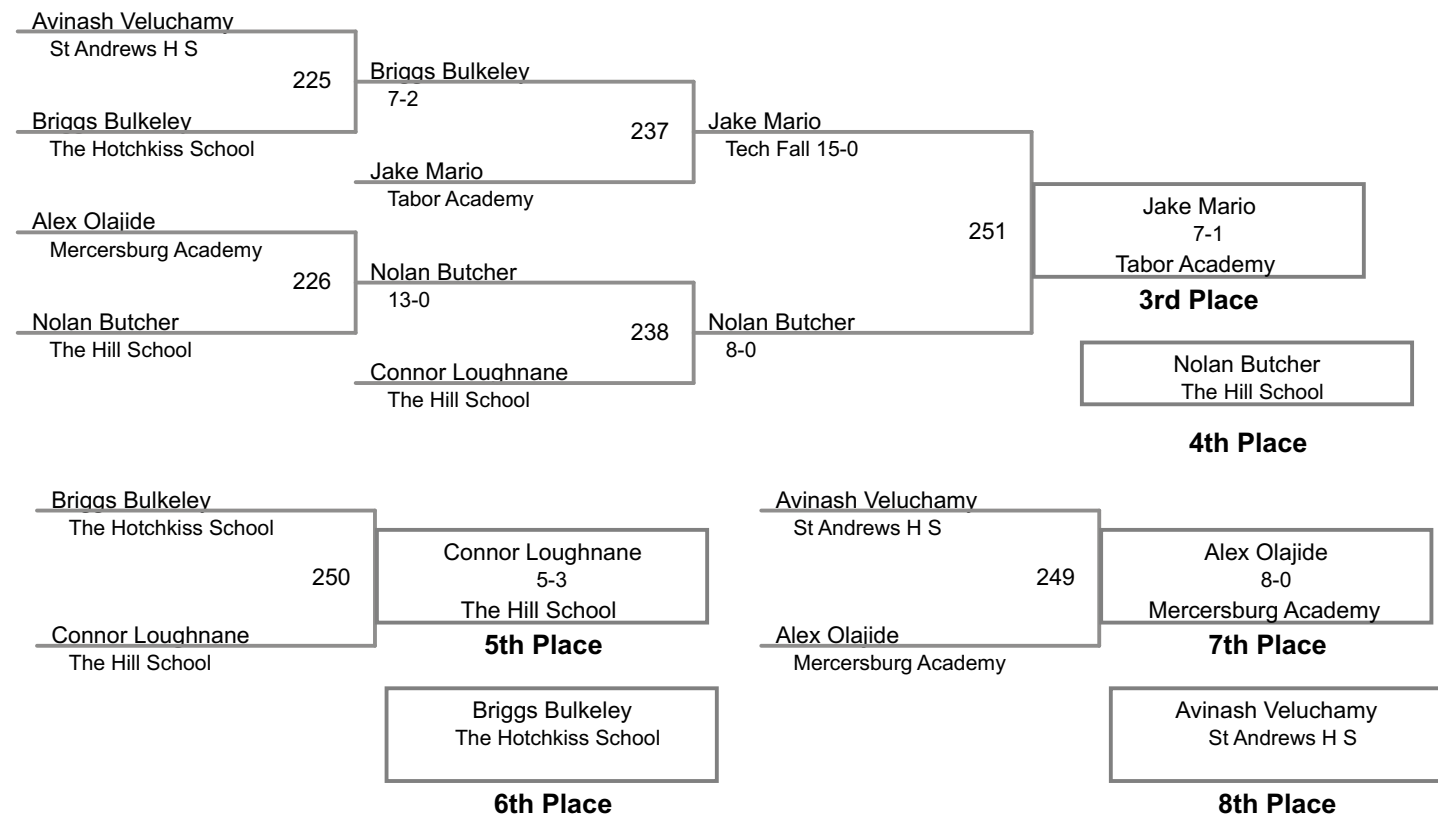 Avinash Veluchamy
St Andrews H S
225
Briggs Bulkeley
7-2
Briggs Bulkeley
The Hotchkiss School
237
Jake Mario
Tech Fall 15-0
Jake Mario
Tabor Academy
Alex Olajide
Mercersburg Academy
251
Jake Mario
7-1
Tabor Academy
3rd Place
226
Nolan Butcher
13-0
Nolan Butcher
The Hill School
238
Nolan Butcher
8-0
Connor Loughnane
The Hill School
Nolan Butcher
The Hill School
4th Place
Briggs Bulkeley
The Hotchkiss School
250
Connor Loughnane
5-3
The Hill School
5th Place
Connor Loughnane
The Hill School
Briggs Bulkeley
The Hotchkiss School
6th Place
Avinash Veluchamy
St Andrews H S
249
Alex Olajide
8-0
Mercersburg Academy
7th Place
Alex Olajide
Mercersburg Academy
Avinash Veluchamy
St Andrews H S
8th Place